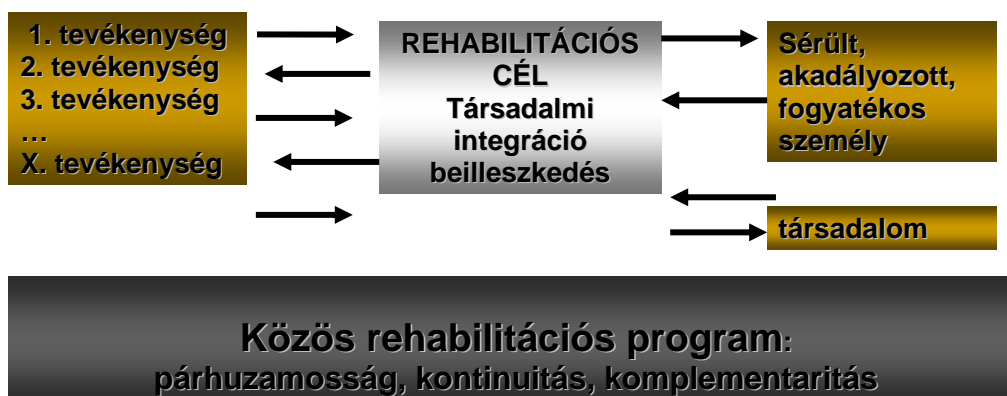 1. tevékenység
2. tevékenység
3. tevékenység
…
X. tevékenység
REHABILITÁCIÓS
CÉL
Társadalmi
integráció
beilleszkedés
Sérült,
akadályozott,
fogyatékos
személy
társadalom
Közös rehabilitációs program:
párhuzamosság, kontinuitás, komplementaritás